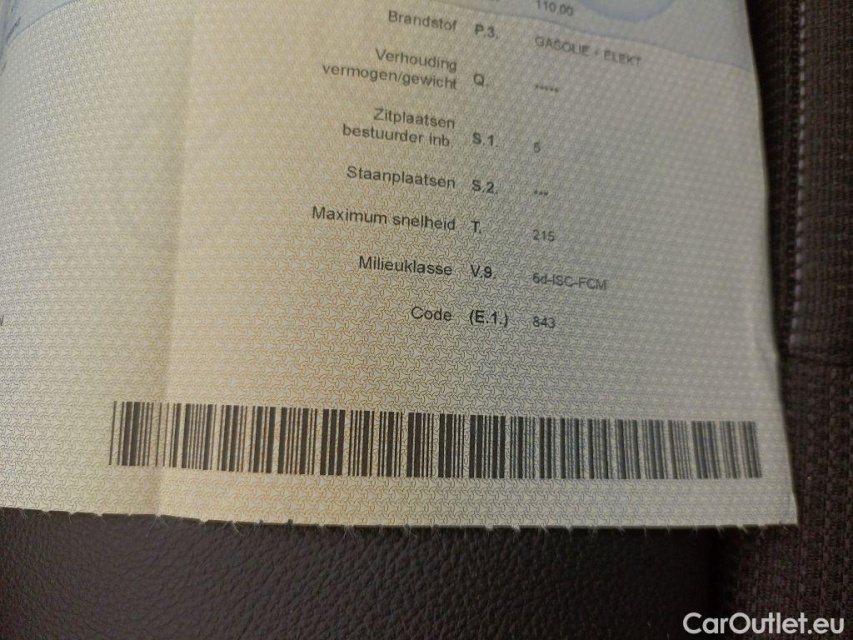 110.00
Brandstof P.3. GASOLIE + ELEKT
Verhouding
vermogen/gewicht Q. *****
Zitplaatsen
bestuurder inb S.1. 5
Staanplaatsen S.2. ***
Maximum snelheid T. 215
Milieuklasse V.9. 6d-ISC-FCM
Code (E.1.) 843
CarOutlet.eu